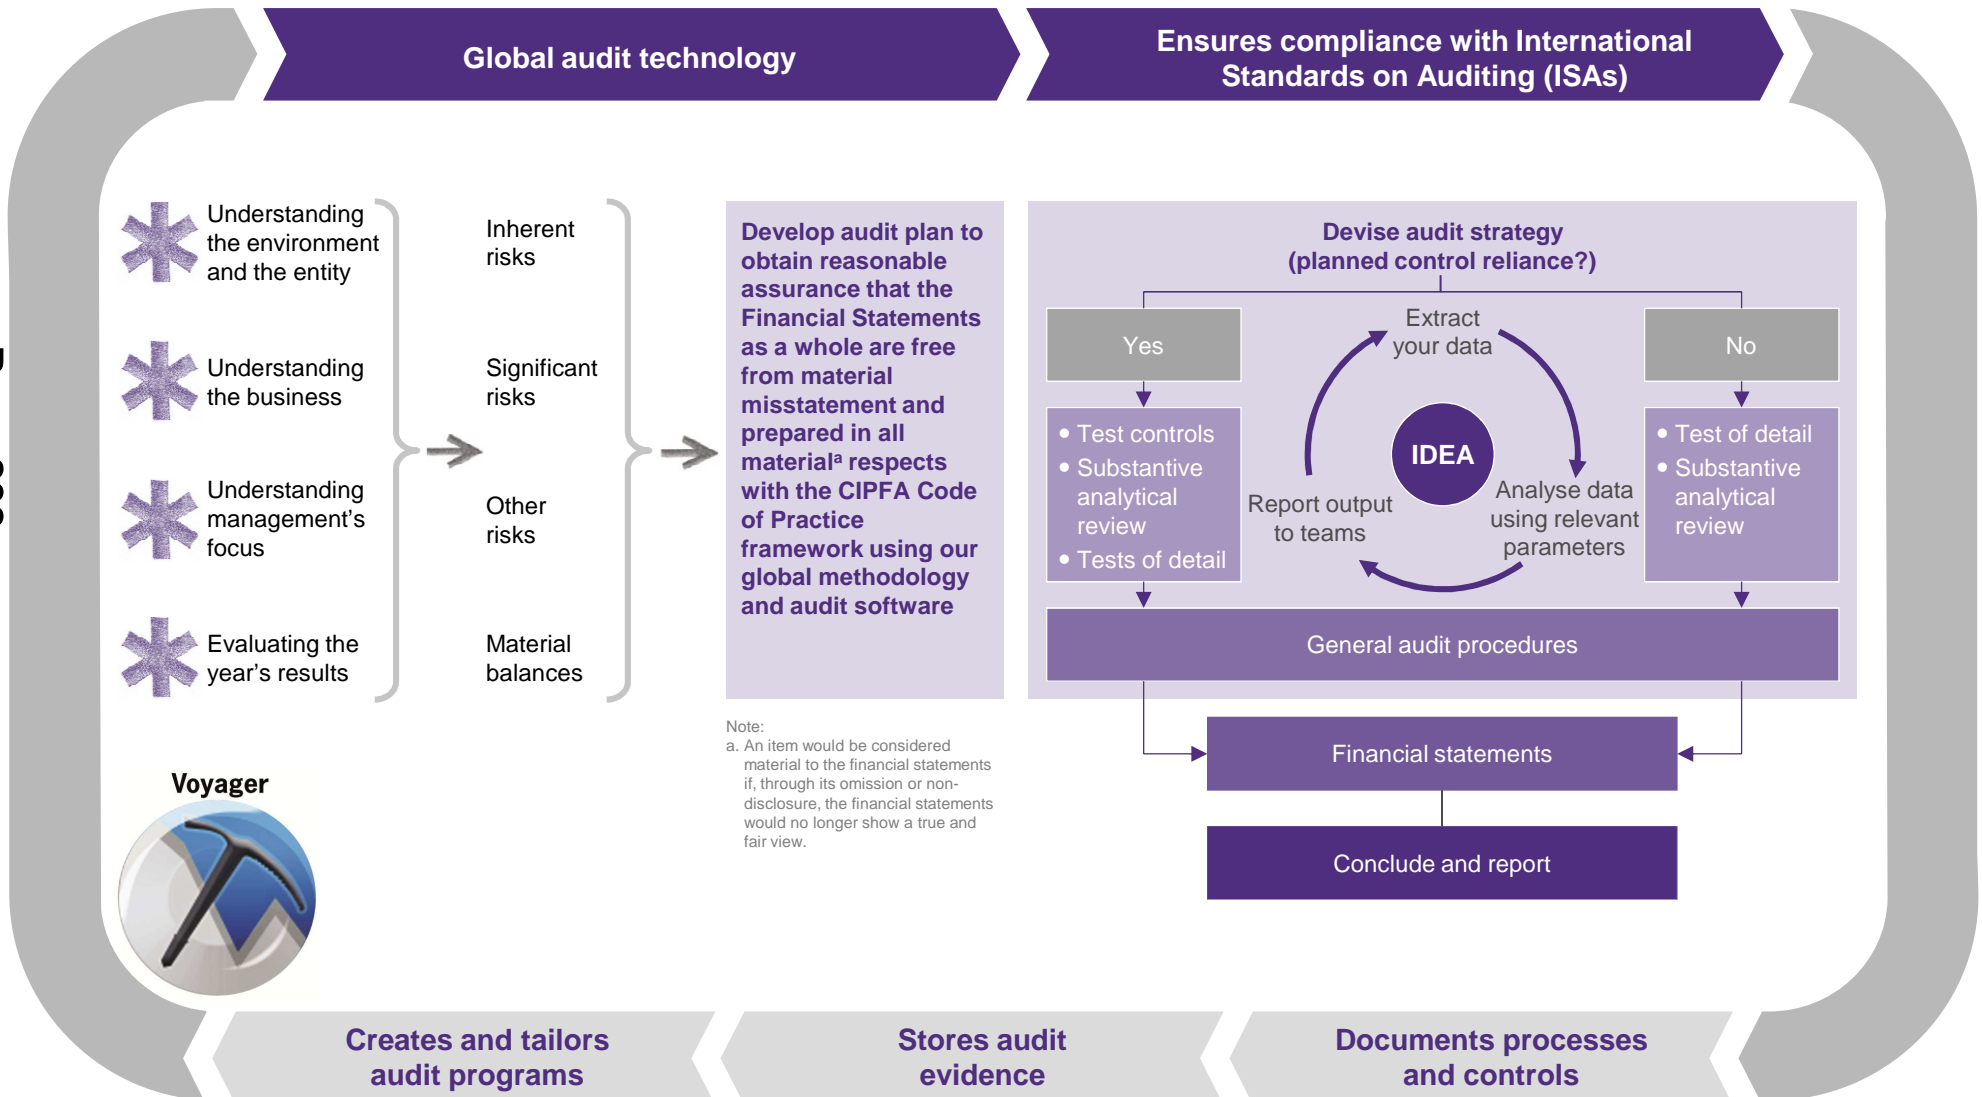 Global audit technology
Ensures compliance with International
Standards on Auditing (ISAs)
Understanding
the environment
and the entity
Understanding
the business
Understanding
management’s
focus
Evaluating the
year’s results
Inherent
risks
Significant
risks
Other
risks
Material
balances
Develop audit plan to
obtain reasonable
assurance that the
Financial Statements
as a whole are free
from material
misstatement and
prepared in all
materialᵃ respects
with the CIPFA Code
of Practice
framework using our
global methodology
and audit software
Note:
a. An item would be considered
material to the financial statements
if, through its omission or non-
disclosure, the financial statements
would no longer show a true and
fair view.
Devise audit strategy
(planned control reliance?)
Yes
• Test controls
• Substantive
analytical
review
• Tests of detail
Extract
your data
IDEA
Analyse data
using relevant
parameters
Report output
to teams
No
• Test of detail
• Substantive
analytical
review
General audit procedures
Financial statements
Conclude and report
Voyager
Creates and tailors
audit programs
Stores audit
evidence
Documents processes
and controls